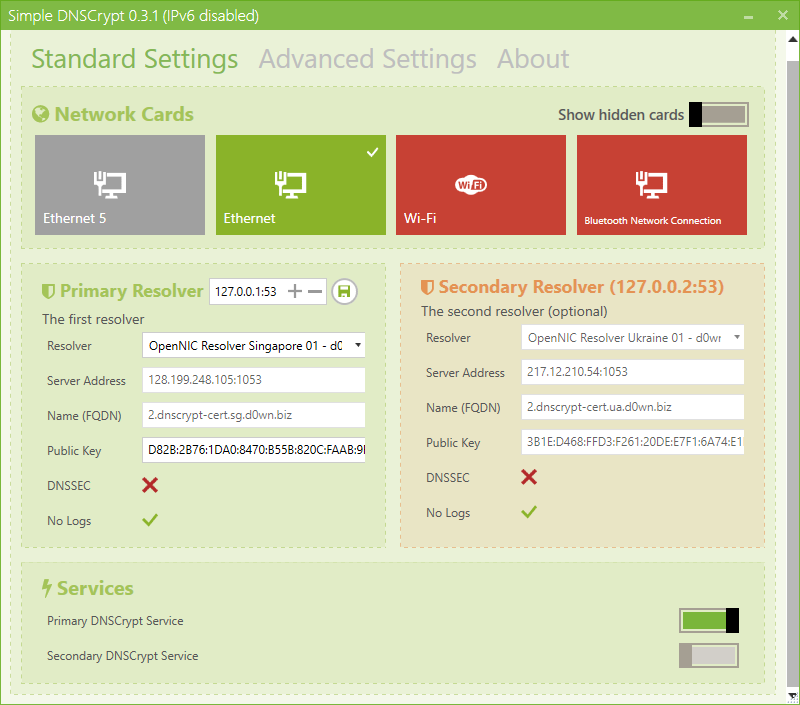 Simple DNSCrypt 0.3.1 (IPv6 disabled)
Standard Settings Advanced Settings About
Network Cards
Show hidden cards
Ethernet 5
Ethernet
WiFi
Wi-Fi
Bluetooth Network Connection
Primary Resolver 127.0.0.1:53
The first resolver
Resolver OpenNIC Resolver Singapore 01 - d0
Server Address 128.199.248.105:1053
Name (FQDN) 2.dnscrypt-cert.sg.d0wn.biz
Public Key D82B:2B76:1DA0:8470:B55B:820C:FAAB:9
DNSSEC
No Logs
Secondary Resolver (127.0.0.2:53)
The second resolver (optional)
Resolver OpenNIC Resolver Ukraine 01 - d0wn
Server Address 217.12.210.54:1053
Name (FQDN) 2.dnscrypt-cert.ua.d0wn.biz
Public Key 3B1E:D468:FFD3:F261:20DE:E7F1:6A74:E1
DNSSEC
No Logs
Services
Primary DNSCrypt Service
Secondary DNSCrypt Service